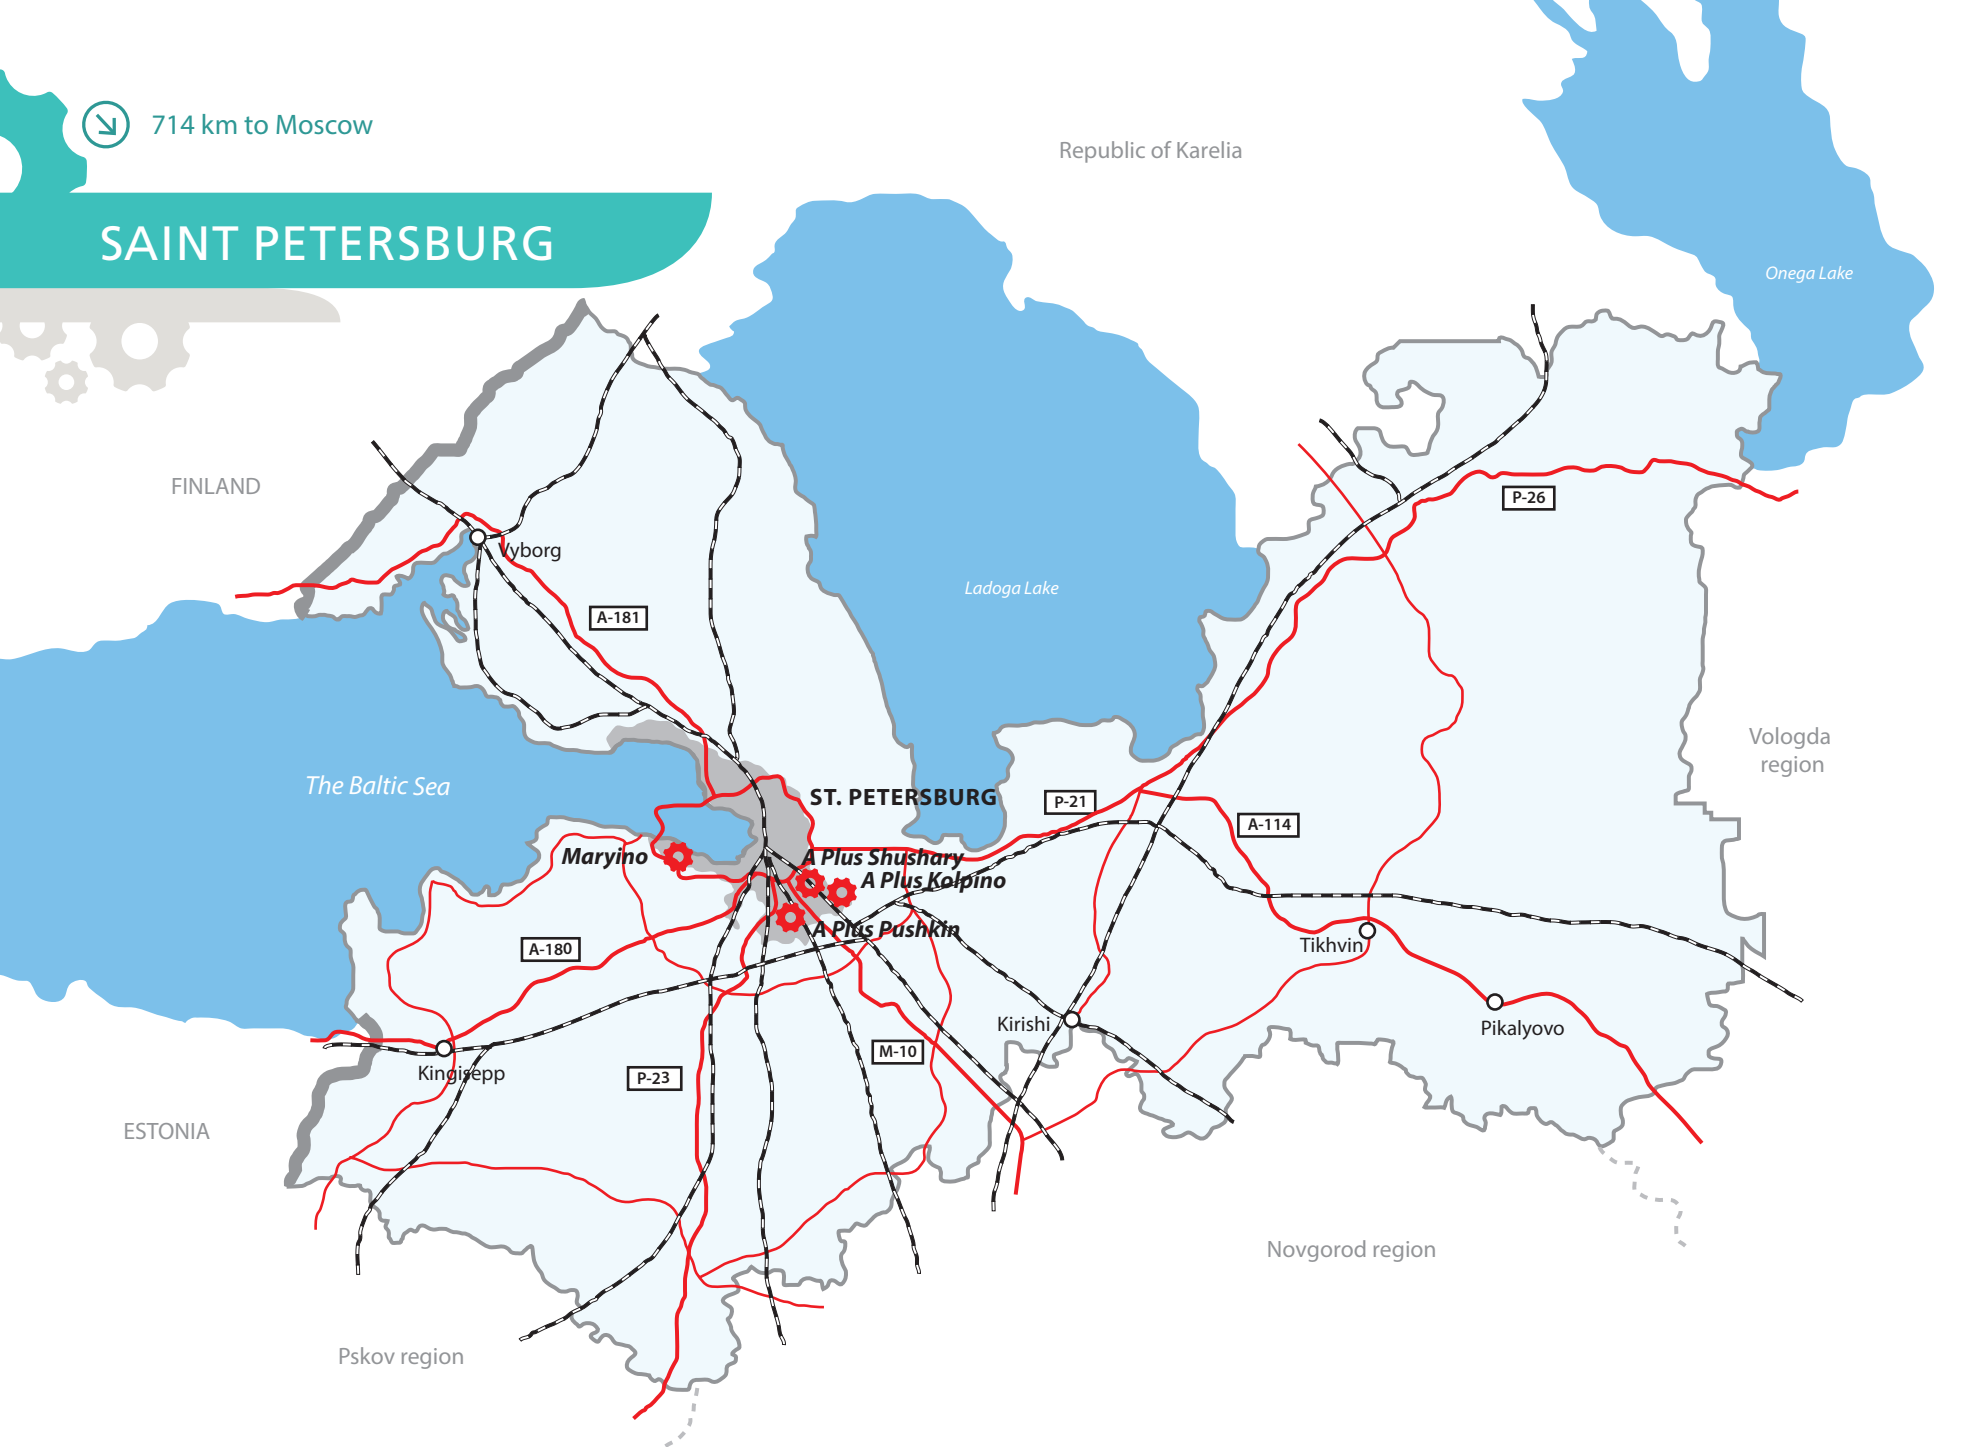 714 km to Moscow
Republic of Karelia
SAINT PETERSBURG
Onega Lake
FINLAND
P-26
Vyborg
Ladoga Lake
A-181
Vologda
region
The Baltic Sea
ST. PETERSBURG
P-21
A-114
Maryino
A Plus Shushary
A Plus Kolpino
A Plus Pushkin
A-180
Tikhvin
Kirishi
Pikalyovo
M-10
Kingisepp
P-23
ESTONIA
Novgorod region
Pskov region